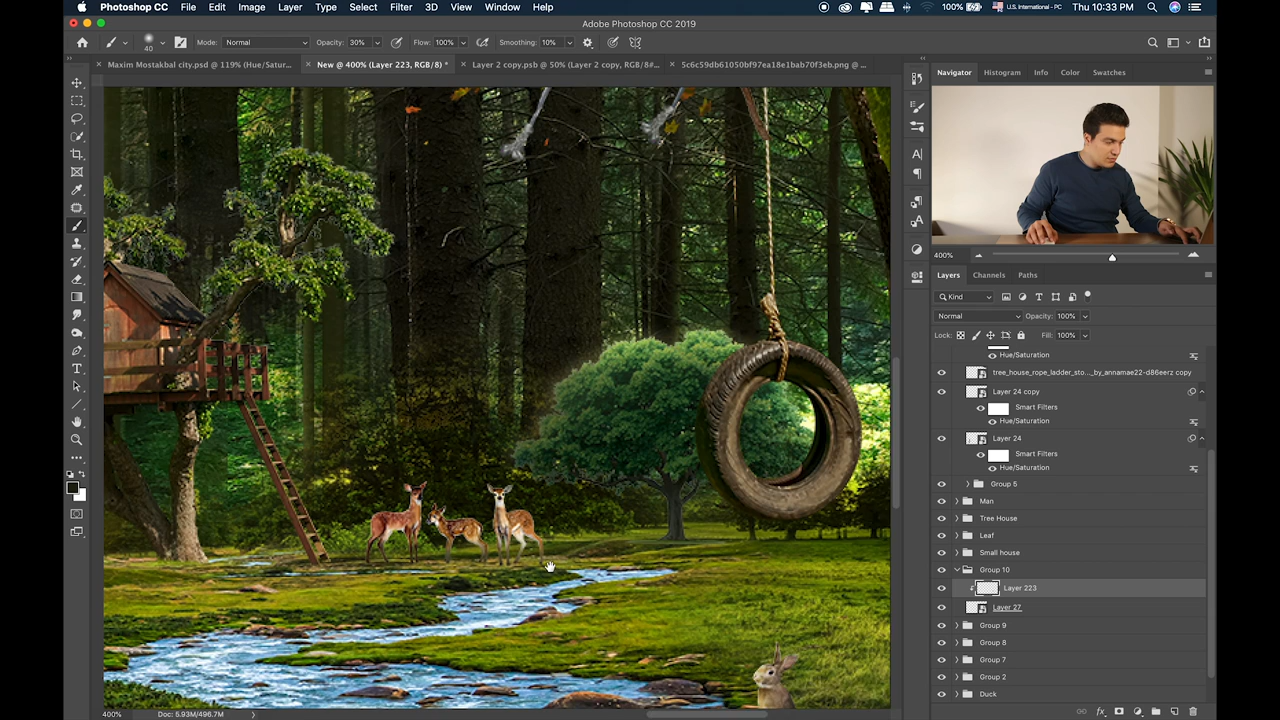 Photoshop CC File Edit Image Layer Type Select Filter 3D View Window Help 100% U.S. International - PC Thu 10:33 PM
Adobe Photoshop CC 2019
40 Mode: Normal Opacity: 30% Flow: 100% Smoothing: 10%
Maxim Mostakbal city.psd @ 119% (Hue/Satur... New @ 400% (Layer 223, RGB/8) * Layer 2 copy.psb @ 50% (Layer 2 copy, RGB/8#... 5c6c59db61050bf97ea18e1bab70f3eb.png @ ...
Navigator Histogram Info Color Swatches
400%
Layers Channels Paths
Kind
Normal Opacity: 100%
Lock: Fill: 100%
Hue/Saturation
tree_house_rope_ladder_sto..._by_annamae22-d86eerz copy
Layer 24 copy
Smart Filters
Hue/Saturation
Layer 24
Smart Filters
Hue/Saturation
Group 5
Man
Tree House
Leaf
Small house
Group 10
Layer 223
Layer 27
Group 9
Group 8
Group 7
Group 2
Duck
400% Doc: 5.93M/496.7M